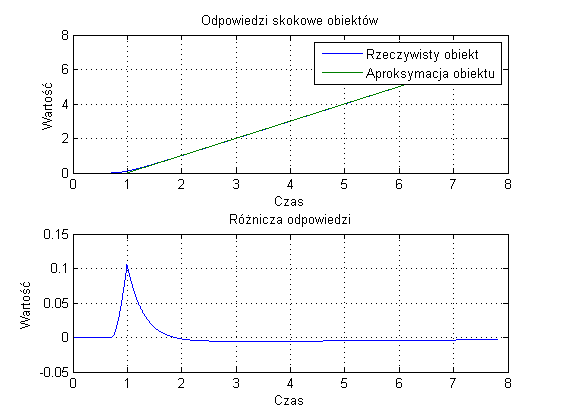 Odpowiedzi skokowe obiektów
8
6
4
2
0
Wartość
Rzeczywisty obiekt
Aproksymacja obiektu
0 1 2 3 4 5 6 7 8
Czas
Różnicza odpowiedzi
0.15
0.1
0.05
0
-0.05
Wartość
0 1 2 3 4 5 6 7 8
Czas